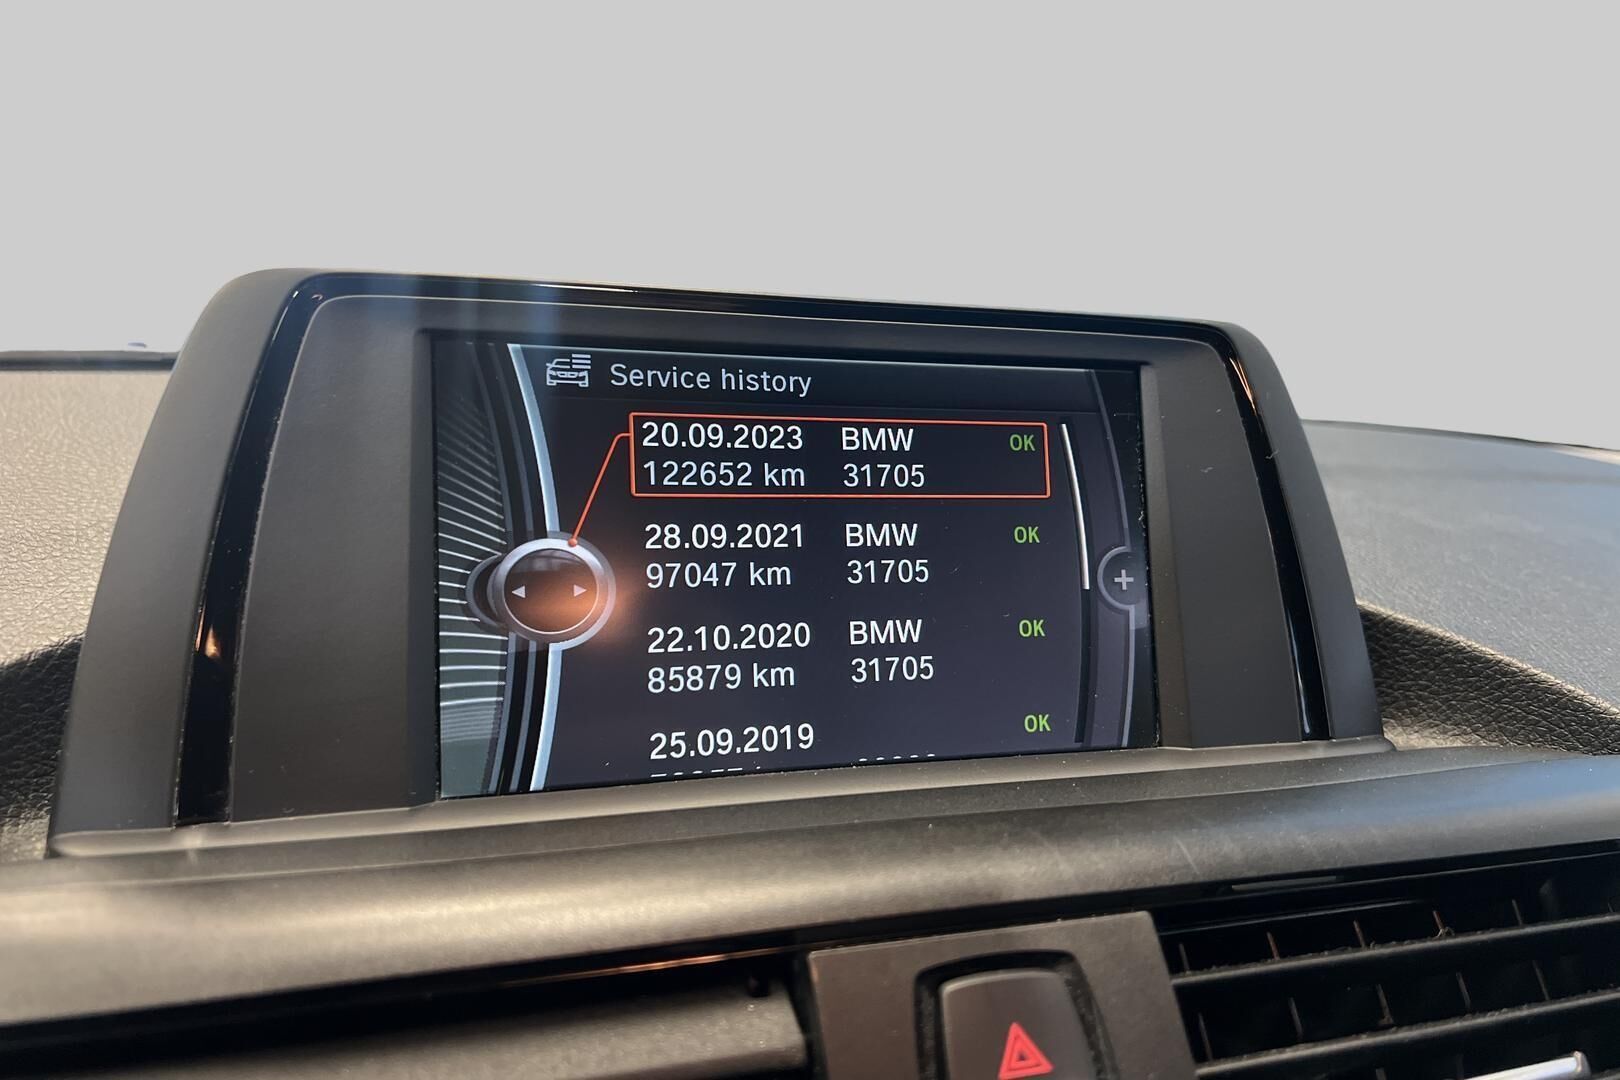 Service history
20.09.2023 BMW OK
122652 km 31705
28.09.2021 BMW OK
97047 km 31705
22.10.2020 BMW OK
85879 km 31705
25.09.2019 OK